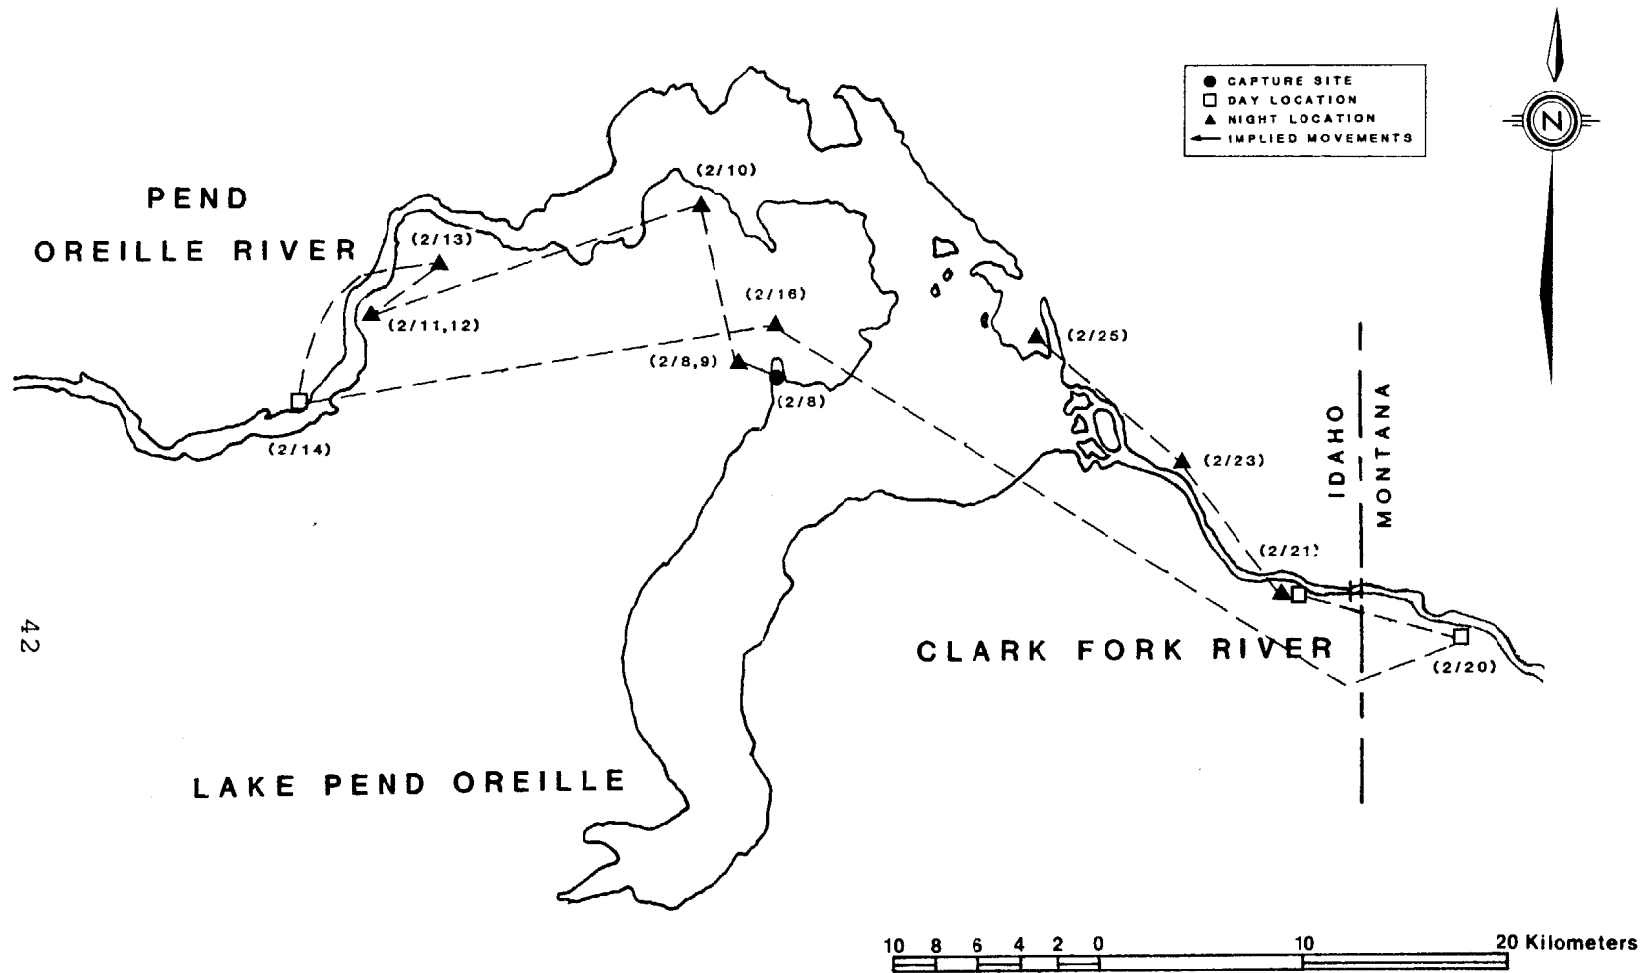 CAPTURE SITE
DAY LOCATION
NIGHT LOCATION
IMPLIED MOVEMENTS
N
(2/10)
PEND
OREILLE RIVER
(2/13)
(2/16)
(2/11,12)
(2/25)
(2/8,9)
(2/8)
(2/14)
(2/23)
IDAHO
MONTANA
(2/21)
42
CLARK FORK RIVER
(2/20)
LAKE PEND OREILLE
10 8 6 4 2 0 10 20 Kilometers